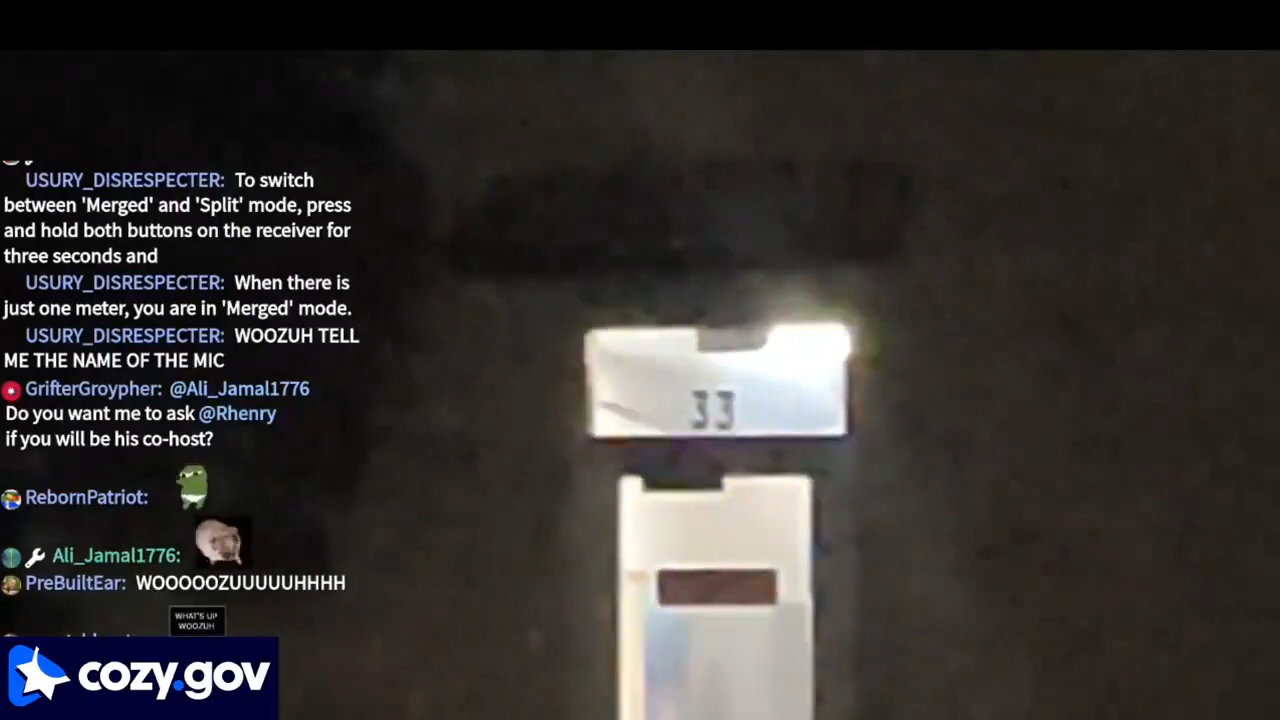 USURY_DISRESPECTER: To switch
between 'Merged' and 'Split' mode, press
and hold both buttons on the receiver for
three seconds and
USURY_DISRESPECTER: When there is
just one meter, you are in 'Merged' mode.
USURY_DISRESPECTER: WOOZUH TELL
ME THE NAME OF THE MIC
GrifterGroypher: @Ali_Jamal1776
Do you want me to ask @Rhenry
if you will be his co-host?
RebornPatriot:
Ali_Jamal1776:
PreBuiltEar: WOOOOOZUUUUUHHHH
WHAT'S UP
WOOZUH
cozy.gov
33